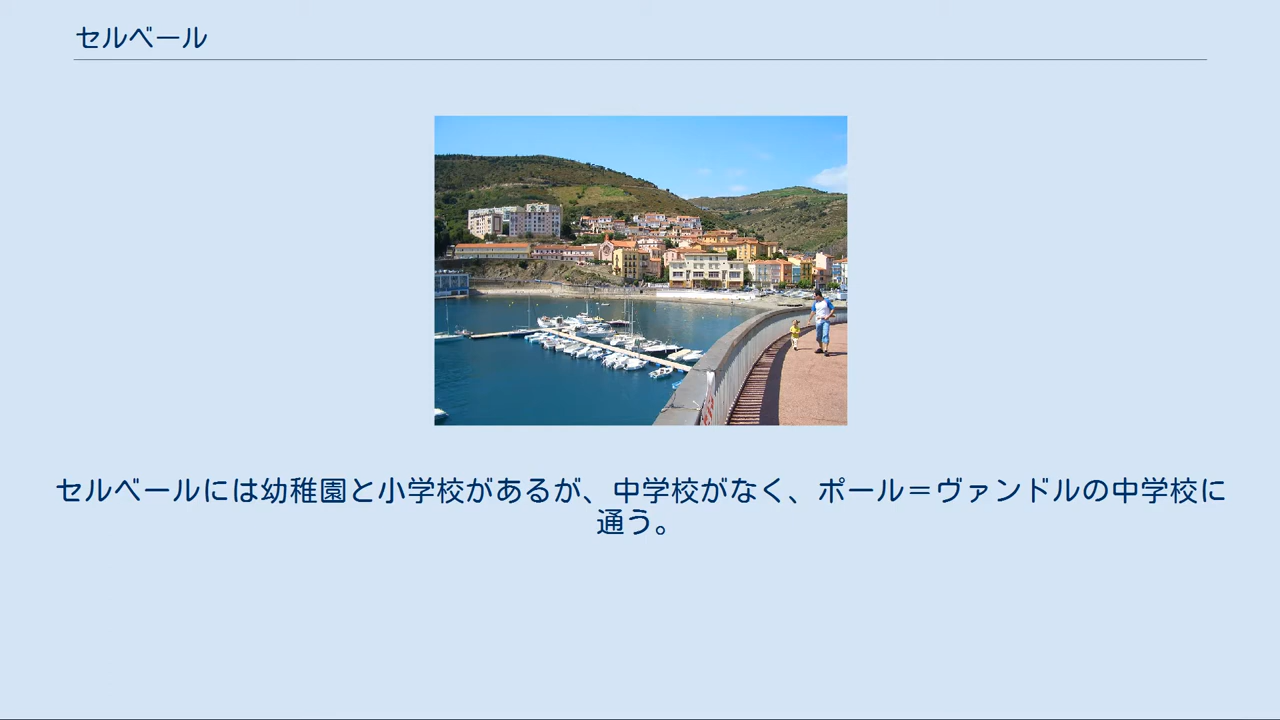 セルベール
セルベールには幼稚園と小学校があるが、中学校がなく、ポール＝ヴァンドルの中学校に
通う。